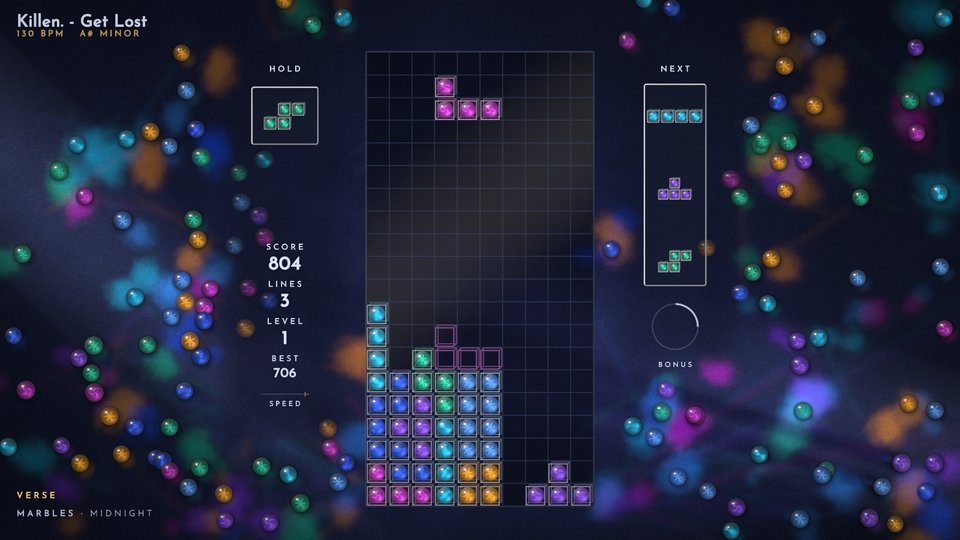 Killen. - Get Lost
130 BPM A# MINOR
HOLD
NEXT
SCORE
804
LINES
3
LEVEL
1
BEST
706
SPEED
BONUS
VERSE
MARBLES · MIDNIGHT